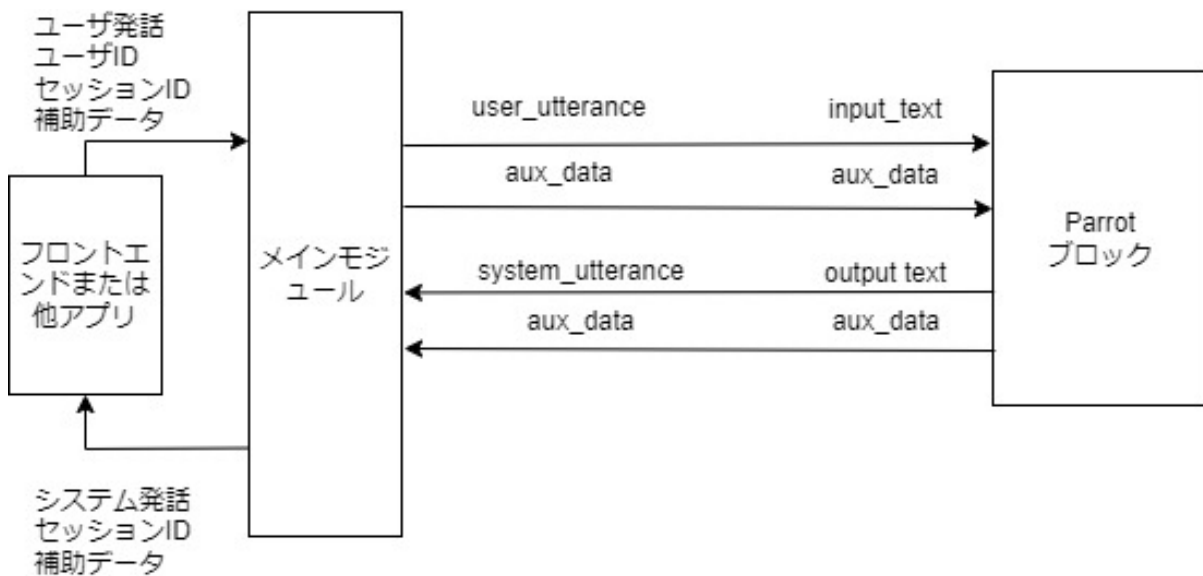 ユーザ発話
ユーザID
セッションID
補助データ
user_utterance
input_text
aux_data
aux_data
フロントエ
ンドまたは
他アプリ
メインモジ
ュール
Parrot
ブロック
system_utterance
output text
aux_data
aux_data
システム発話
セッションID
補助データ